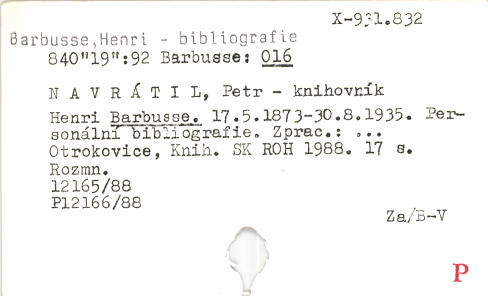 X-931.832
Barbusse,Henri - bibliografie
840"19":92 Barbusse: 016
N A V R Á T I L, Petr - knihovník
Henri Barbusse. 17.5.1873-30.8.1935. Per-
sonální bibliografie. Zprac.: ...
Otrokovice, Knih. SK ROH 1988. 17 s.
Rozmn.
12165/88
P12166/88
Za/B-V
P